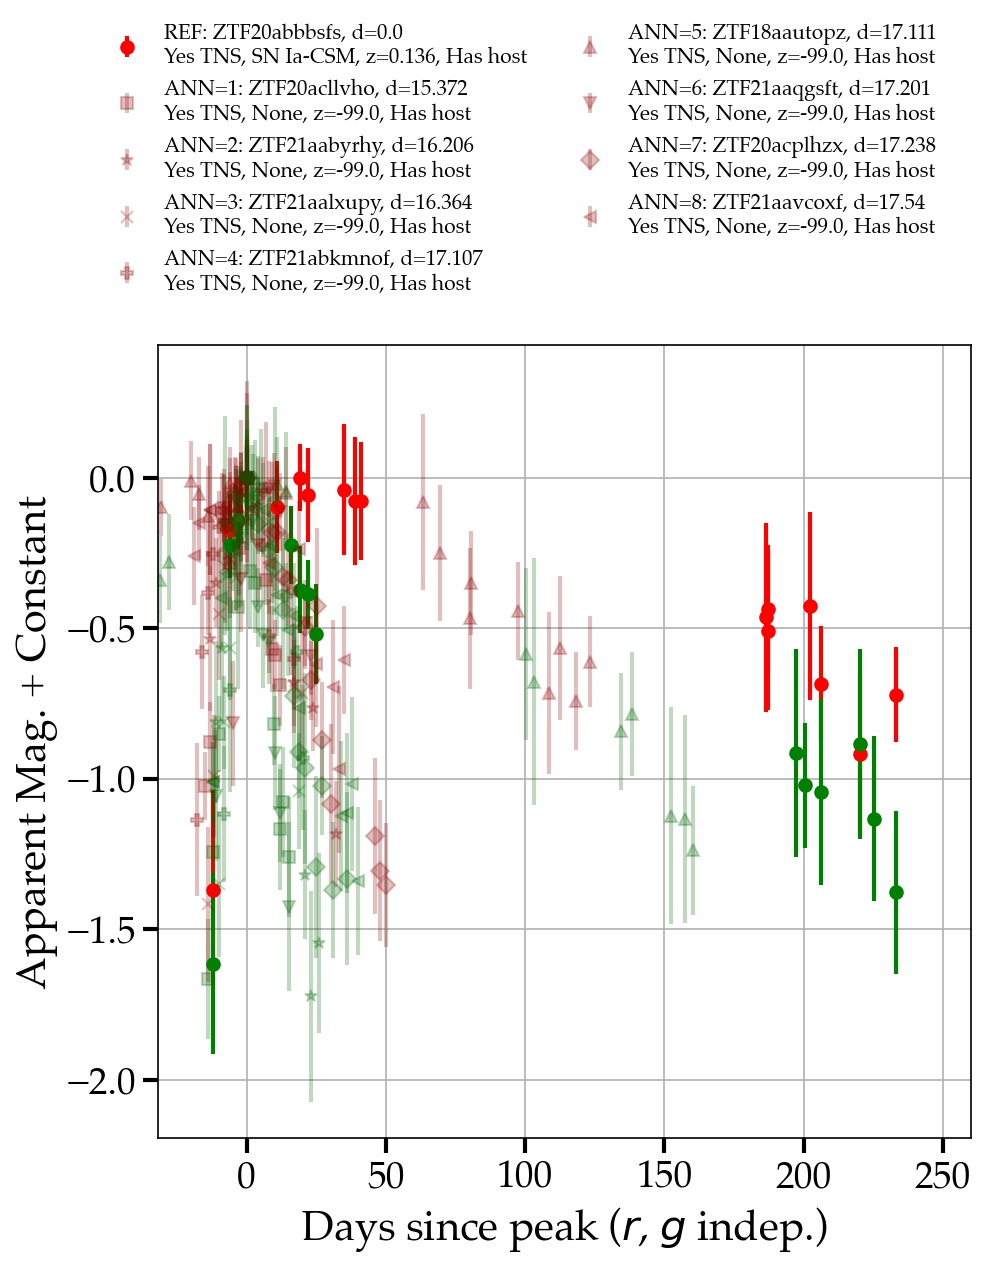 REF: ZTF20abbbsfs, d=0.0
Yes TNS, SN Ia-CSM, z=0.136, Has host
ANN=1: ZTF20acllvho, d=15.372
Yes TNS, None, z=-99.0, Has host
ANN=2: ZTF21aabyrhy, d=16.206
Yes TNS, None, z=-99.0, Has host
ANN=3: ZTF21aalxupy, d=16.364
Yes TNS, None, z=-99.0, Has host
ANN=4: ZTF21abkmnof, d=17.107
Yes TNS, None, z=-99.0, Has host
ANN=5: ZTF18aautopz, d=17.111
Yes TNS, None, z=-99.0, Has host
ANN=6: ZTF21aaqgsft, d=17.201
Yes TNS, None, z=-99.0, Has host
ANN=7: ZTF20acplhzx, d=17.238
Yes TNS, None, z=-99.0, Has host
ANN=8: ZTF21aavcoxf, d=17.54
Yes TNS, None, z=-99.0, Has host
Apparent Mag. + Constant
0.0
−0.5
−1.0
−1.5
−2.0
0 50 100 150 200 250
Days since peak (r, g indep.)